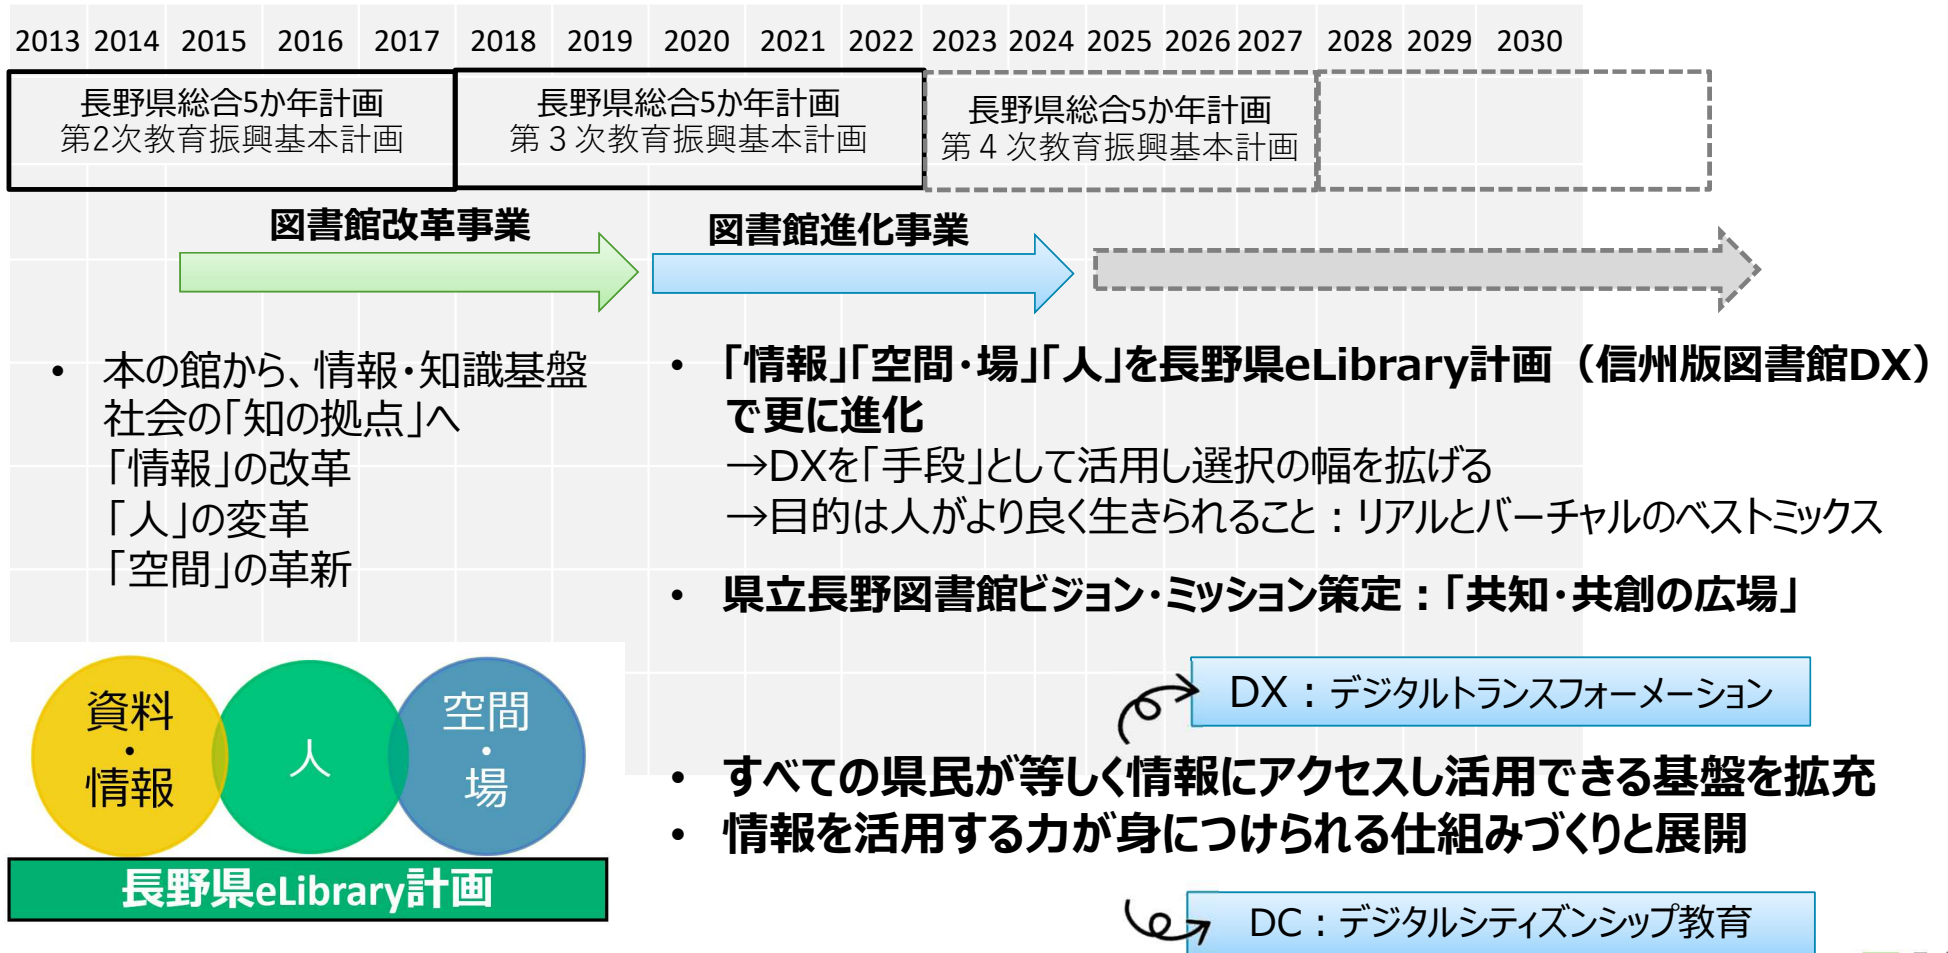 2013 2014 2015 2016 2017 2018 2019 2020 2021 2022 2023 2024 2025 2026 2027 2028 2029 2030
長野県総合5か年計画
第2次教育振興基本計画
長野県総合5か年計画
第３次教育振興基本計画
長野県総合5か年計画
第４次教育振興基本計画
図書館改革事業
図書館進化事業
• 本の館から、情報・知識基盤
社会の「知の拠点」へ
「情報」の改革
「人」の変革
「空間」の革新
• 「情報」「空間・場」「人」を長野県eLibrary計画（信州版図書館DX）
で更に進化
→DXを「手段」として活用し選択の幅を拡げる
→目的は人がより良く生きられること：リアルとバーチャルのベストミックス
• 県立長野図書館ビジョン・ミッション策定：「共知・共創の広場」
資料
・
情報
人
空間
・
場
長野県eLibrary計画
DX：デジタルトランスフォーメーション
• すべての県民が等しく情報にアクセスし活用できる基盤を拡充
• 情報を活用する力が身につけられる仕組みづくりと展開
DC：デジタルシティズンシップ教育